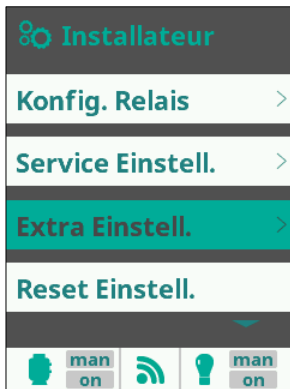 Installateur
Konfig. Relais
Service Einstell.
Extra Einstell.
Reset Einstell.
man
on
man
on